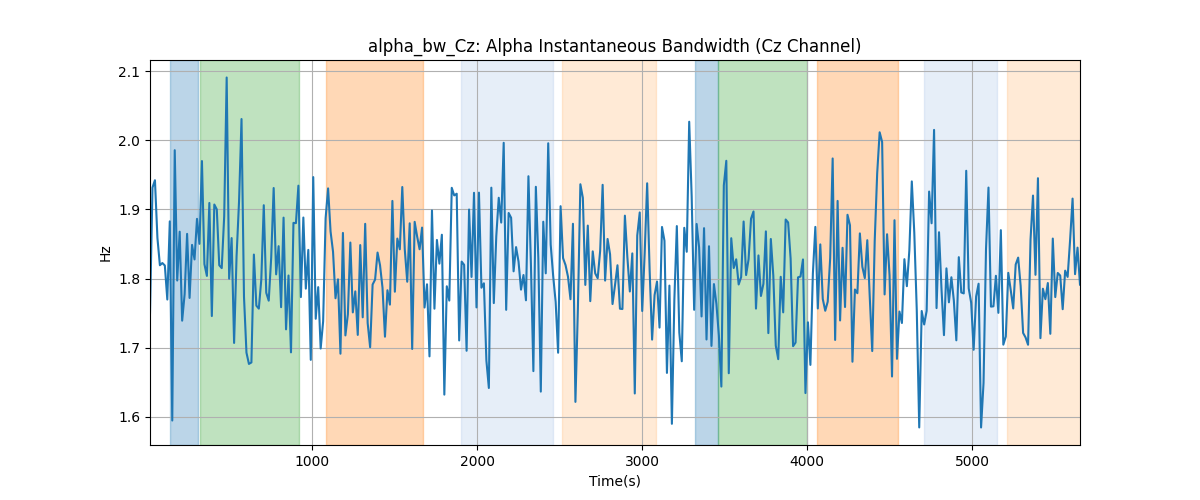 alpha_bw_Cz: Alpha Instantaneous Bandwidth (Cz Channel)
2.1
2.0
1.9
1.8
1.7
1.6
Hz
1000 2000 3000 4000 5000
Time(s)